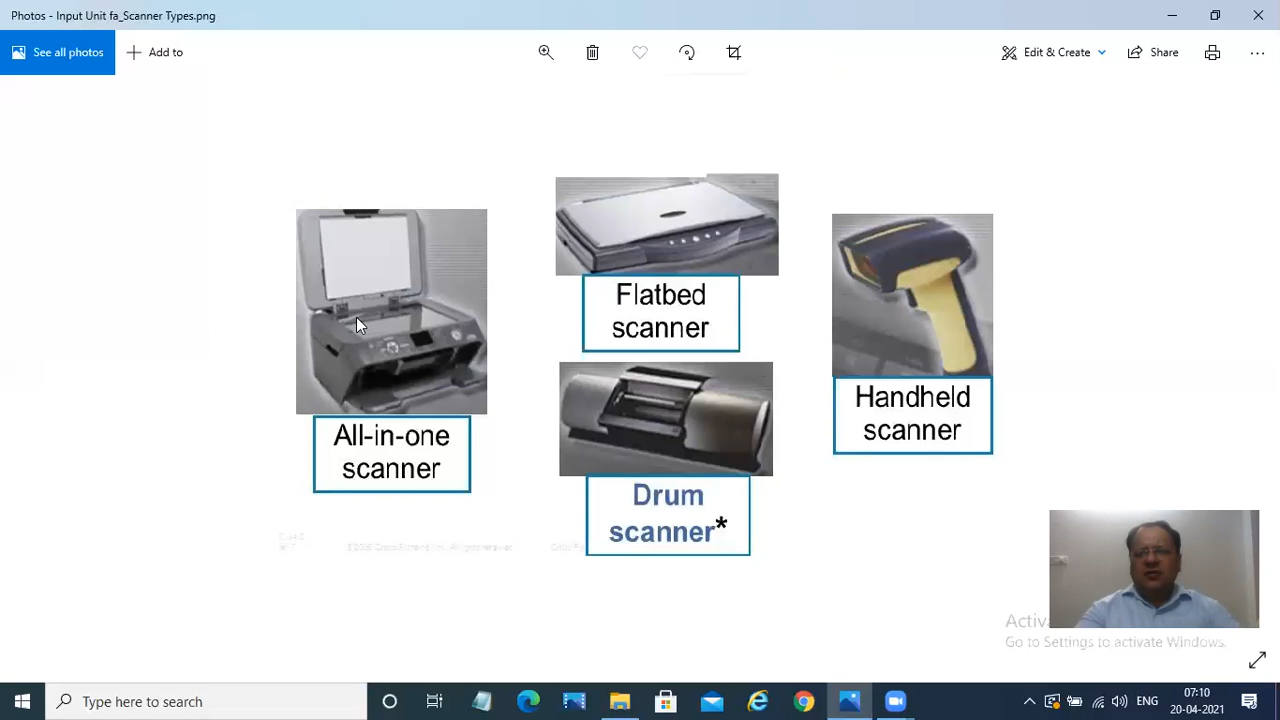 Photos - Input Unit fa_Scanner Types.png
See all photos
Add to
Edit & Create
Share
Flatbed
scanner
All-in-one
scanner
Handheld
scanner
Drum
scanner*
Go to Settings to activate Windows.
Type here to search
ENG
07:10
20-04-2021